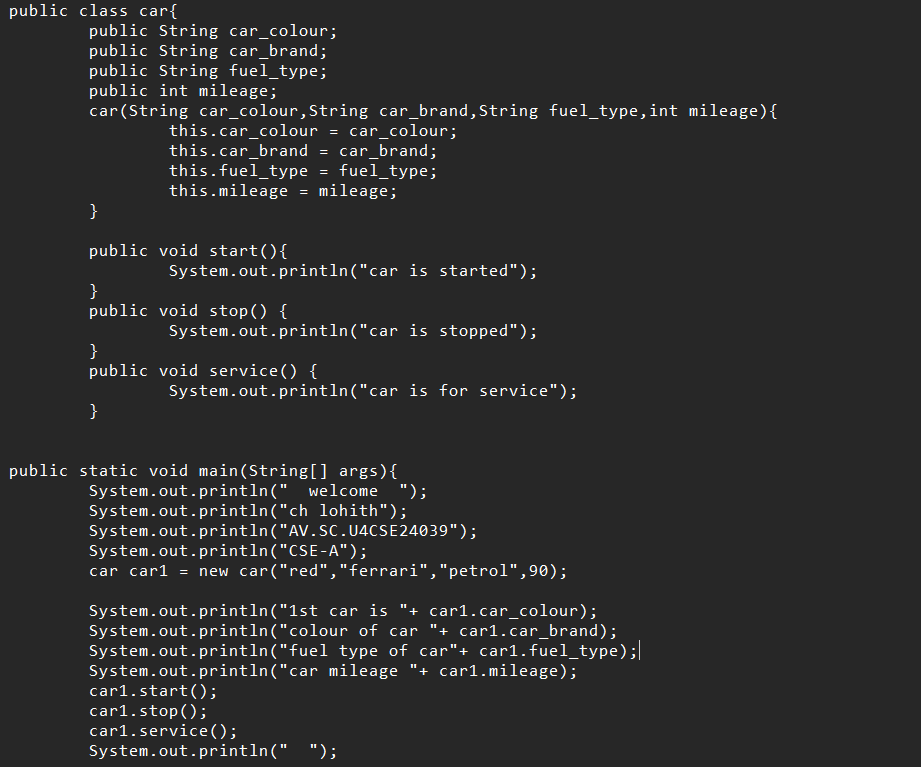 public class car{
        public String car_colour;
        public String car_brand;
        public String fuel_type;
        public int mileage;
        car(String car_colour,String car_brand,String fuel_type,int mileage){
                this.car_colour = car_colour;
                this.car_brand = car_brand;
                this.fuel_type = fuel_type;
                this.mileage = mileage;
        }

        public void start(){
                System.out.println("car is started");
        }
        public void stop() {
                System.out.println("car is stopped");
        }
        public void service() {
                System.out.println("car is for service");
        }


public static void main(String[] args){
        System.out.println("  welcome  ");
        System.out.println("ch lohith");
        System.out.println("AV.SC.U4CSE24039");
        System.out.println("CSE-A");
        car car1 = new car("red","ferrari","petrol",90);

        System.out.println("1st car is "+ car1.car_colour);
        System.out.println("colour of car "+ car1.car_brand);
        System.out.println("fuel type of car"+ car1.fuel_type);
        System.out.println("car mileage "+ car1.mileage);
        car1.start();
        car1.stop();
        car1.service();
        System.out.println("  ");